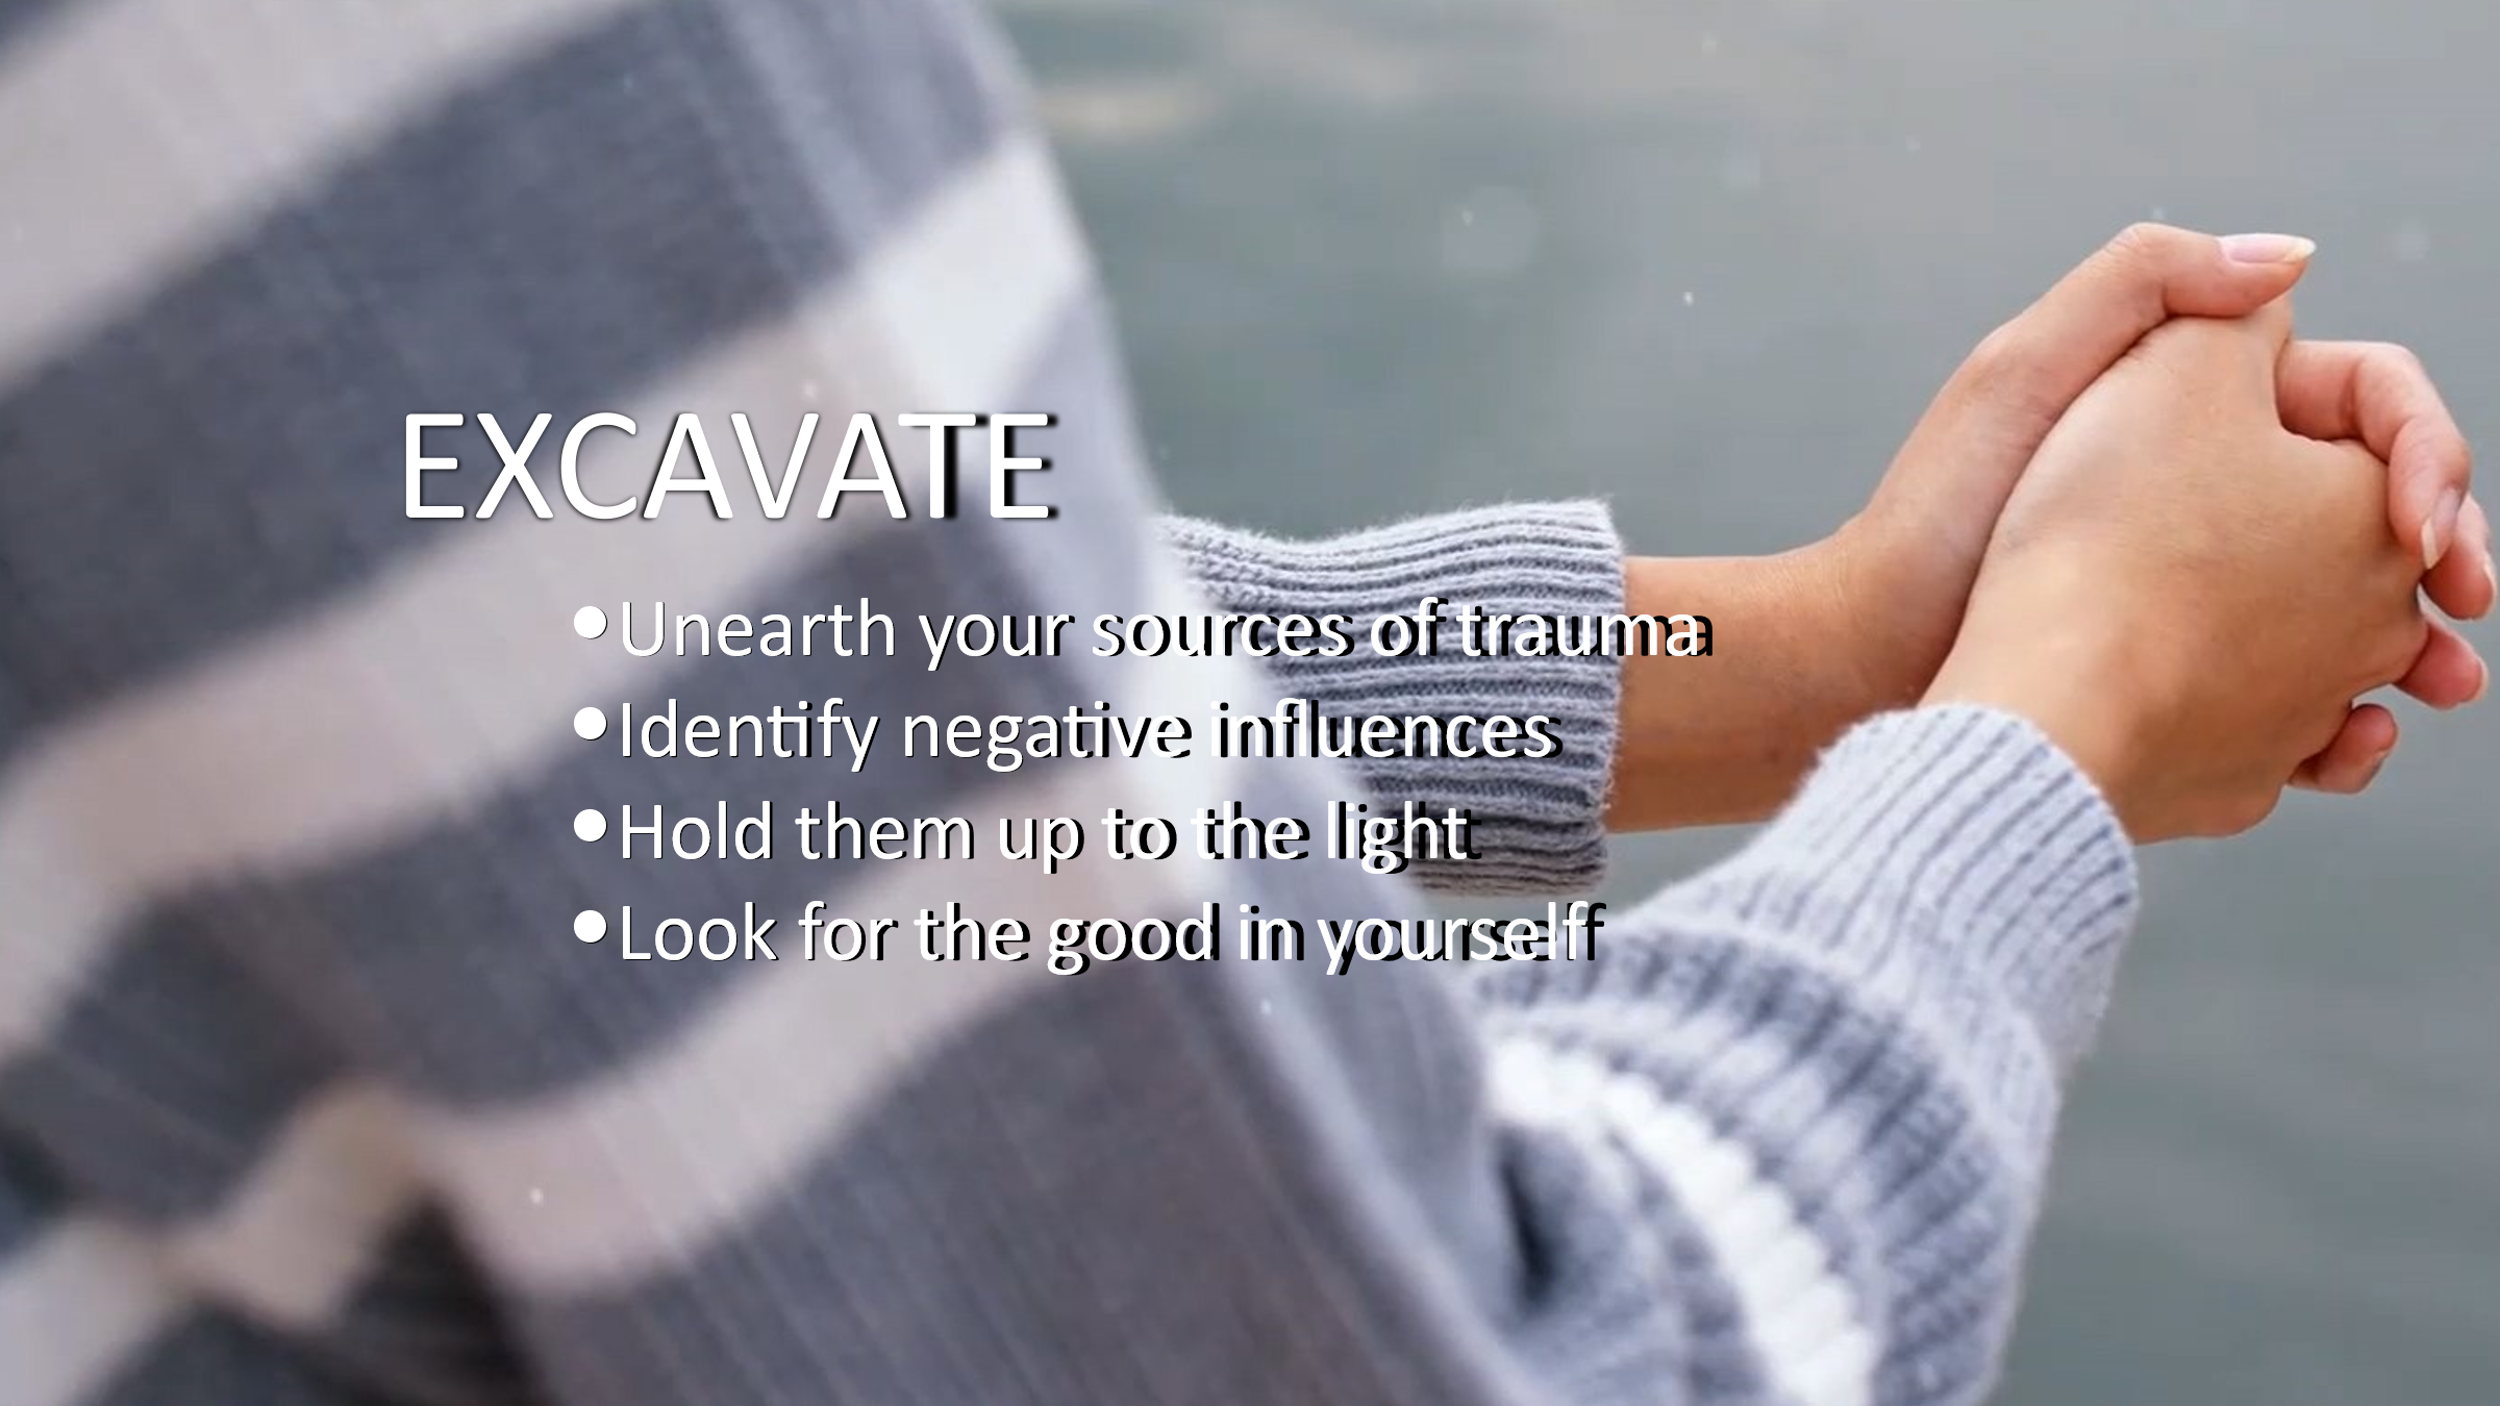 EXCAVATE
•Unearth your sources of trauma
•Identify negative influences
•Hold them up to the light
•Look for the good in yourself